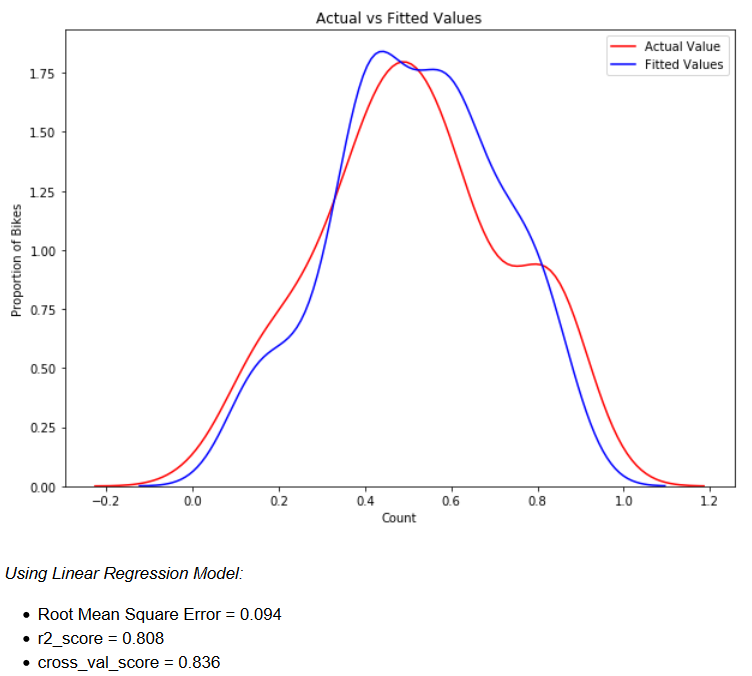 Actual vs Fitted Values
Actual Value
Fitted Values
1.75
1.50
1.25
1.00
0.75
0.50
0.25
0.00
Proportion of Bikes
−0.2 0.0 0.2 0.4 0.6 0.8 1.0 1.2
Count
Using Linear Regression Model:
• Root Mean Square Error = 0.094
• r2_score = 0.808
• cross_val_score = 0.836